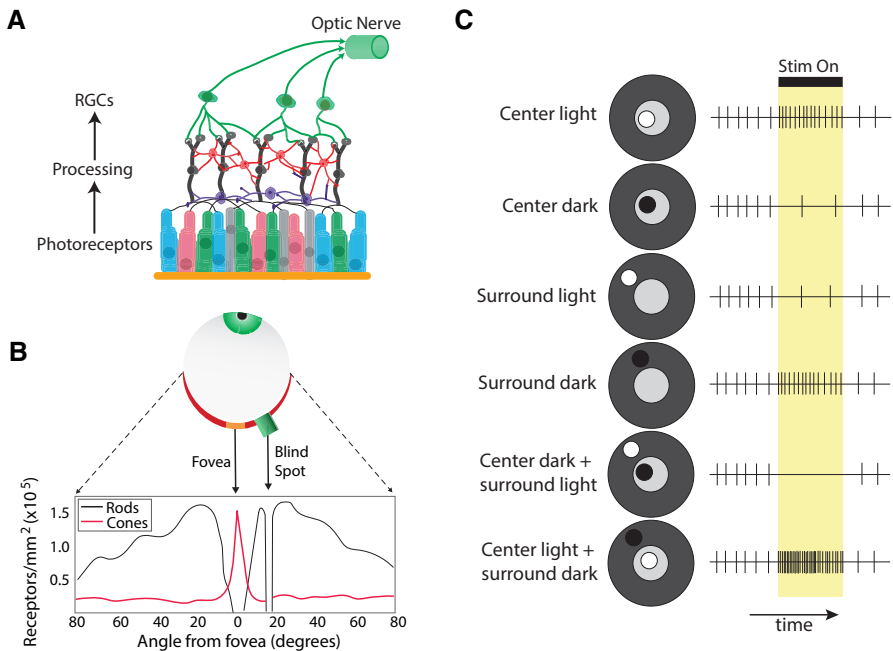 A
Optic Nerve
RGCs
Processing
Photoreceptors
B
Fovea
Blind
Spot
Receptors/mm² (x10⁵)
1.5
1.0
0.5
Rods
Cones
80 60 40 20 0 20 40 60 80
Angle from fovea (degrees)
C
Stim On
Center light
Center dark
Surround light
Surround dark
Center dark +
surround light
Center light +
surround dark
time